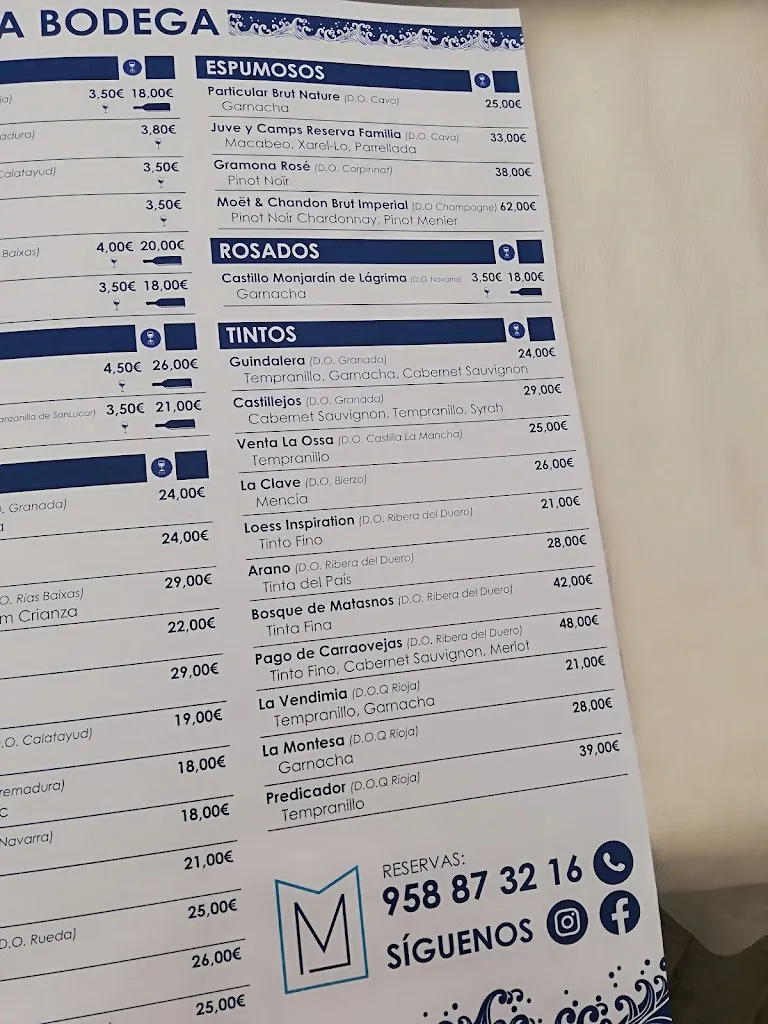 A BODEGA
3,50€ 18,00€
adura)
3,80€
Calatayud)
3,50€
3,50€
Baixas)
4,00€ 20,00€
3,50€ 18,00€
4,50€ 26,00€
anzanilla de SanLucar) 3,50€ 21,00€
. Granada)
24,00€
24,00€
O. Rías Baixas)
m Crianza
29,00€
22,00€
29,00€
.O. Calatayud)
19,00€
remadura)
C
18,00€
Navarra)
18,00€
21,00€
25,00€
D.O. Rueda)
26,00€
25,00€
ESPUMOSOS
Particular Brut Nature (D.O. Cava) 25,00€
Garnacha
Juve y Camps Reserva Familia (D.O. Cava) 33,00€
Macabeo, Xarel-Lo, Parrellada
Gramona Rosé (D.O. Corpinnat) 38,00€
Pinot Noïr
Moët & Chandon Brut Imperial (D.O Champagne) 62,00€
Pinot Noir Chardonnay, Pinot Menier
ROSADOS
Castillo Monjardín de Lágrima (D.O. Navarra) 3,50€ 18,00€
Garnacha
TINTOS
Guindalera (D.O. Granada) 24,00€
Tempranillo, Garnacha, Cabernet Sauvignon
Castillejos (D.O. Granada) 29,00€
Cabernet Sauvignon, Tempranillo, Syrah
Venta La Ossa (D.O. Castilla La Mancha) 25,00€
Tempranillo
La Clave (D.O. Bierzo) 26,00€
Mencía
Loess Inspiration (D.O. Ribera del Duero) 21,00€
Tinto Fino
Arano (D.O. Ribera del Duero) 28,00€
Tinta del País
Bosque de Matasnos (D.O. Ribera del Duero) 42,00€
Tinta Fina
Pago de Carraovejas (D.O. Ribera del Duero) 48,00€
Tinto Fino, Cabernet Sauvignon, Merlot
La Vendimia (D.O.Q Rioja) 21,00€
Tempranillo, Garnacha
La Montesa (D.O.Q Rioja) 28,00€
Garnacha
Predicador (D.O.Q Rioja) 39,00€
Tempranillo
M
RESERVAS:
958 87 32 16
SÍGUENOS